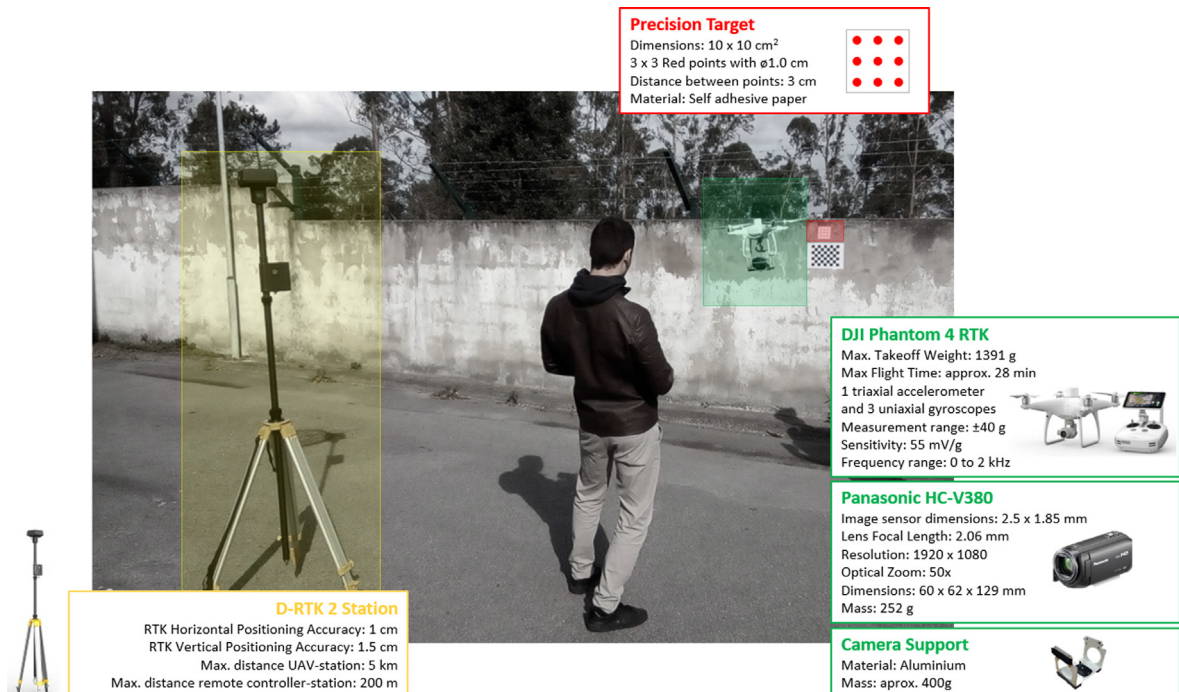 Precision Target
Dimensions: 10 x 10 cm²
3 x 3 Red points with ø1.0 cm
Distance between points: 3 cm
Material: Self adhesive paper
DJI Phantom 4 RTK
Max. Takeoff Weight: 1391 g
Max Flight Time: approx. 28 min
1 triaxial accelerometer
and 3 uniaxial gyroscopes
Measurement range: ±40 g
Sensitivity: 55 mV/g
Frequency range: 0 to 2 kHz
Panasonic HC-V380
Image sensor dimensions: 2.5 x 1.85 mm
Lens Focal Length: 2.06 mm
Resolution: 1920 x 1080
Optical Zoom: 50x
Dimensions: 60 x 62 x 129 mm
Mass: 252 g
Camera Support
Material: Aluminium
Mass: aprox. 400g
D-RTK 2 Station
RTK Horizontal Positioning Accuracy: 1 cm
RTK Vertical Positioning Accuracy: 1.5 cm
Max. distance UAV-station: 5 km
Max. distance remote controller-station: 200 m